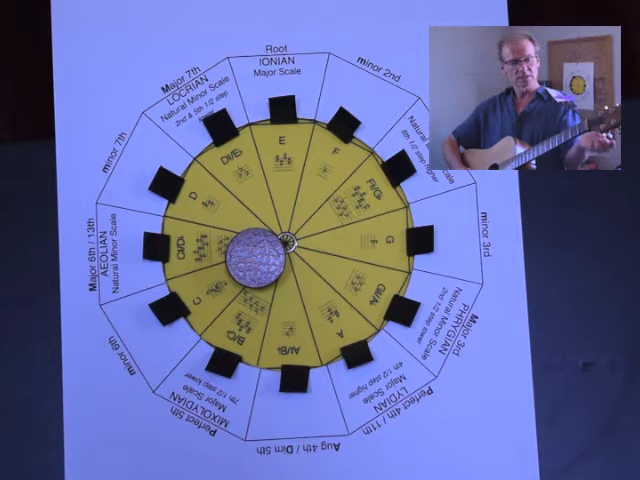 Root
IONIAN
Major Scale
minor 2nd
Natural M
6th 1/2 step
higher
Scale
minor 3rd
Major 3rd
PHRYGIAN
Natural Minor Scale
2nd 1/2 step
lower
Perfect 4th / 11th
LYDIAN
Major Scale
4th 1/2 step
higher
Aug 4th / Dim 5th
Perfect 5th
MIXOLYDIAN
Major Scale
7th 1/2 step lower
minor 6th
Major 6th / 13th
AEOLIAN
Natural Minor Scale
minor 7th
Major 7th
LOCRIAN
Natural Minor Scale
2nd & 5th 1/2 step
E
F
F#/G♭
G
G#/A♭
A
A#/B♭
B/C♭
C
C#/D♭
D
D#/E♭